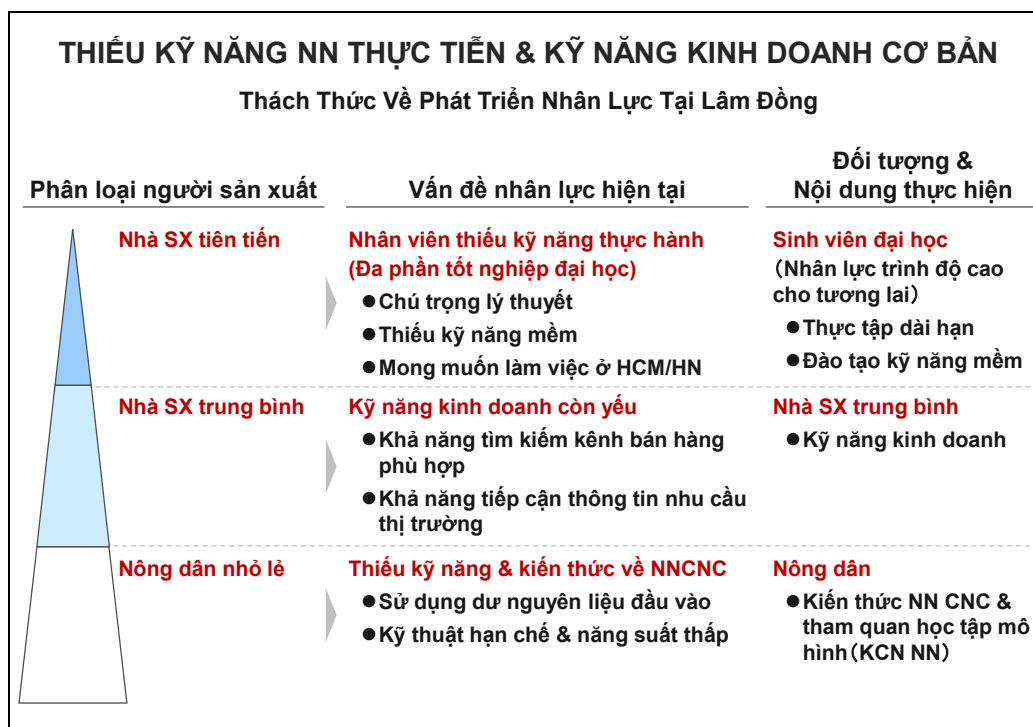 THIẾU KỸ NĂNG NN THỰC TIỄN & KỸ NĂNG KINH DOANH CƠ BẢN
Thách Thức Về Phát Triển Nhân Lực Tại Lâm Đồng
Phân loại người sản xuất
Vấn đề nhân lực hiện tại
Đối tượng &
Nội dung thực hiện
Nhà SX tiên tiến
Nhân viên thiếu kỹ năng thực hành
(Đa phần tốt nghiệp đại học)
●Chú trọng lý thuyết
●Thiếu kỹ năng mềm
●Mong muốn làm việc ở HCM/HN
Sinh viên đại học
（Nhân lực trình độ cao
cho tương lai）
●Thực tập dài hạn
●Đào tạo kỹ năng mềm
Nhà SX trung bình
Kỹ năng kinh doanh còn yếu
●Khả năng tìm kiếm kênh bán hàng
phù hợp
●Khả năng tiếp cận thông tin nhu cầu
thị trường
Nhà SX trung bình
●Kỹ năng kinh doanh
Nông dân nhỏ lẻ
Thiếu kỹ năng & kiến thức về NNCNC
●Sử dụng dư nguyên liệu đầu vào
●Kỹ thuật hạn chế & năng suất thấp
Nông dân
●Kiến thức NN CNC &
tham quan học tập mô
hình（KCN NN）